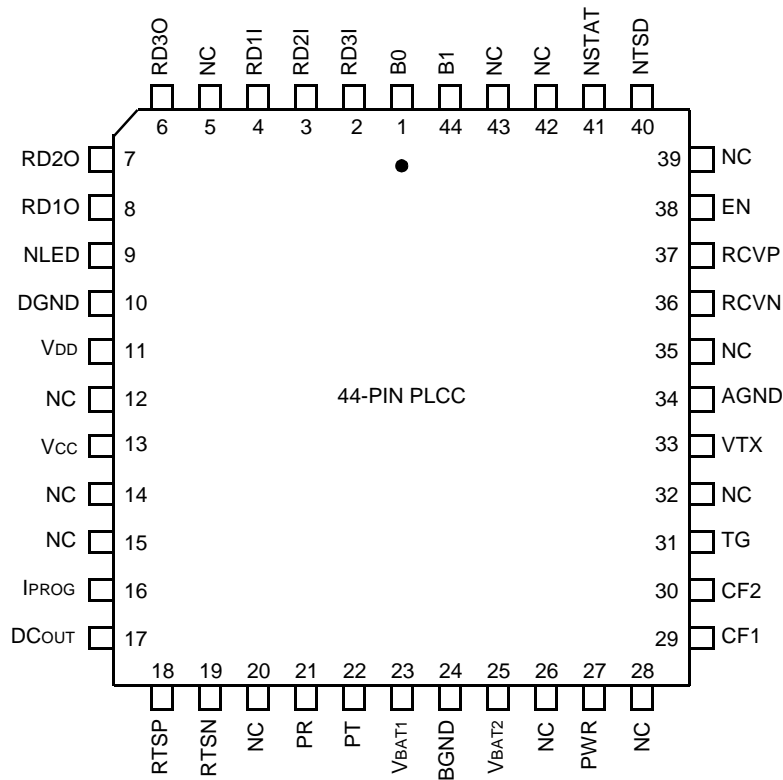 RD3O NC RD1I RD2I RD3I B0 B1 NC NC NSTAT NTSD
6 5 4 3 2 1 44 43 42 41 40
RD2O 7 39 NC
RD1O 8 38 EN
NLED 9 37 RCVP
DGND 10 36 RCVN
VDD 11 35 NC
NC 12 44-PIN PLCC 34 AGND
VCC 13 33 VTX
NC 14 32 NC
NC 15 31 TG
IPROG 16 30 CF2
DCOUT 17 29 CF1
18 19 20 21 22 23 24 25 26 27 28
RTSP RTSN NC PR PT VBAT1 BGND VBAT2 NC PWR NC